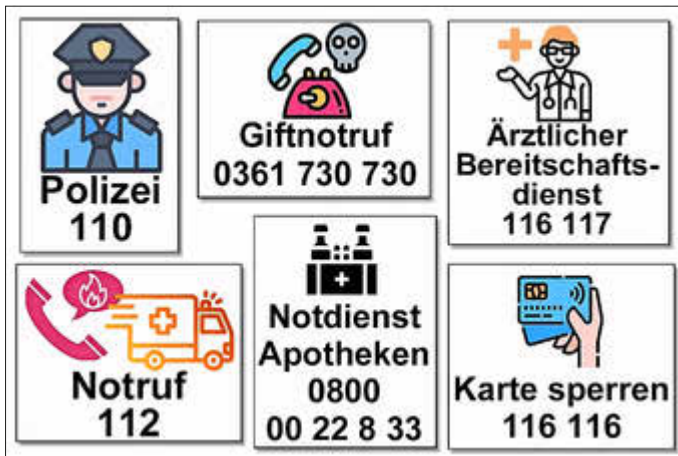 Polizei
110
Giftnotruf
0361 730 730
Ärztlicher
Bereitschafts-
dienst
116 117
Notruf
112
Notdienst
Apotheken
0800
00 22 8 33
Karte sperren
116 116